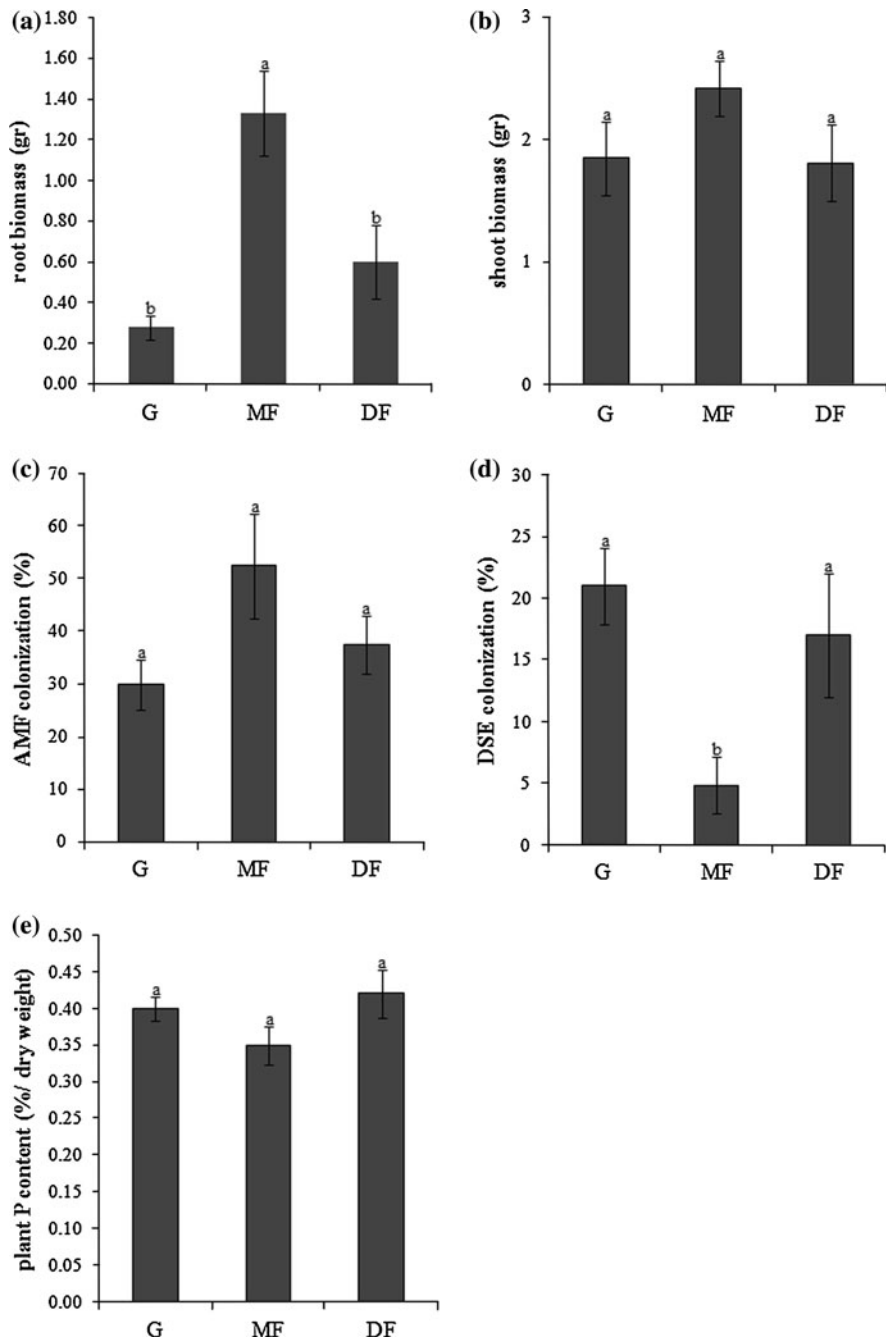 (a)
root biomass (gr)
1.80
1.60
1.40
1.20
1.00
0.80
0.60
0.40
0.20
0.00
b
a
b
G MF DF
(b)
shoot biomass (gr)
3
2
1
0
a
a
a
G MF DF
(c)
AMF colonization (%)
70
60
50
40
30
20
10
0
a
a
a
G MF DF
(d)
DSE colonization (%)
30
25
20
15
10
5
0
a
b
a
G MF DF
(e)
plant P content (%/ dry weight)
0.50
0.45
0.40
0.35
0.30
0.25
0.20
0.15
0.10
0.05
0.00
a
a
a
G MF DF